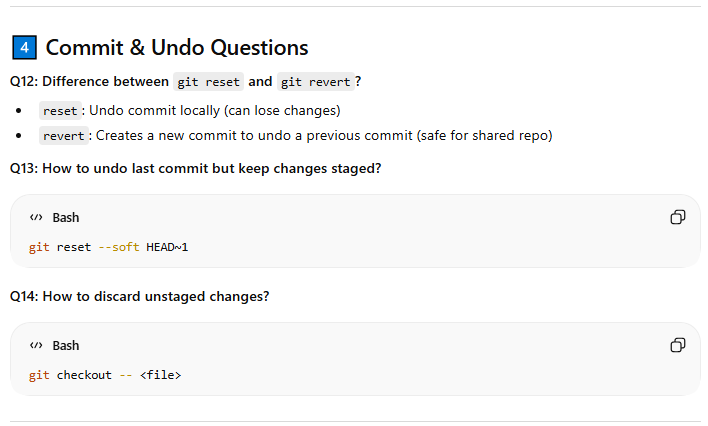 4 Commit & Undo Questions
Q12: Difference between git reset and git revert?
• reset: Undo commit locally (can lose changes)
• revert: Creates a new commit to undo a previous commit (safe for shared repo)
Q13: How to undo last commit but keep changes staged?
</> Bash
git reset --soft HEAD~1
Q14: How to discard unstaged changes?
</> Bash
git checkout -- <file>